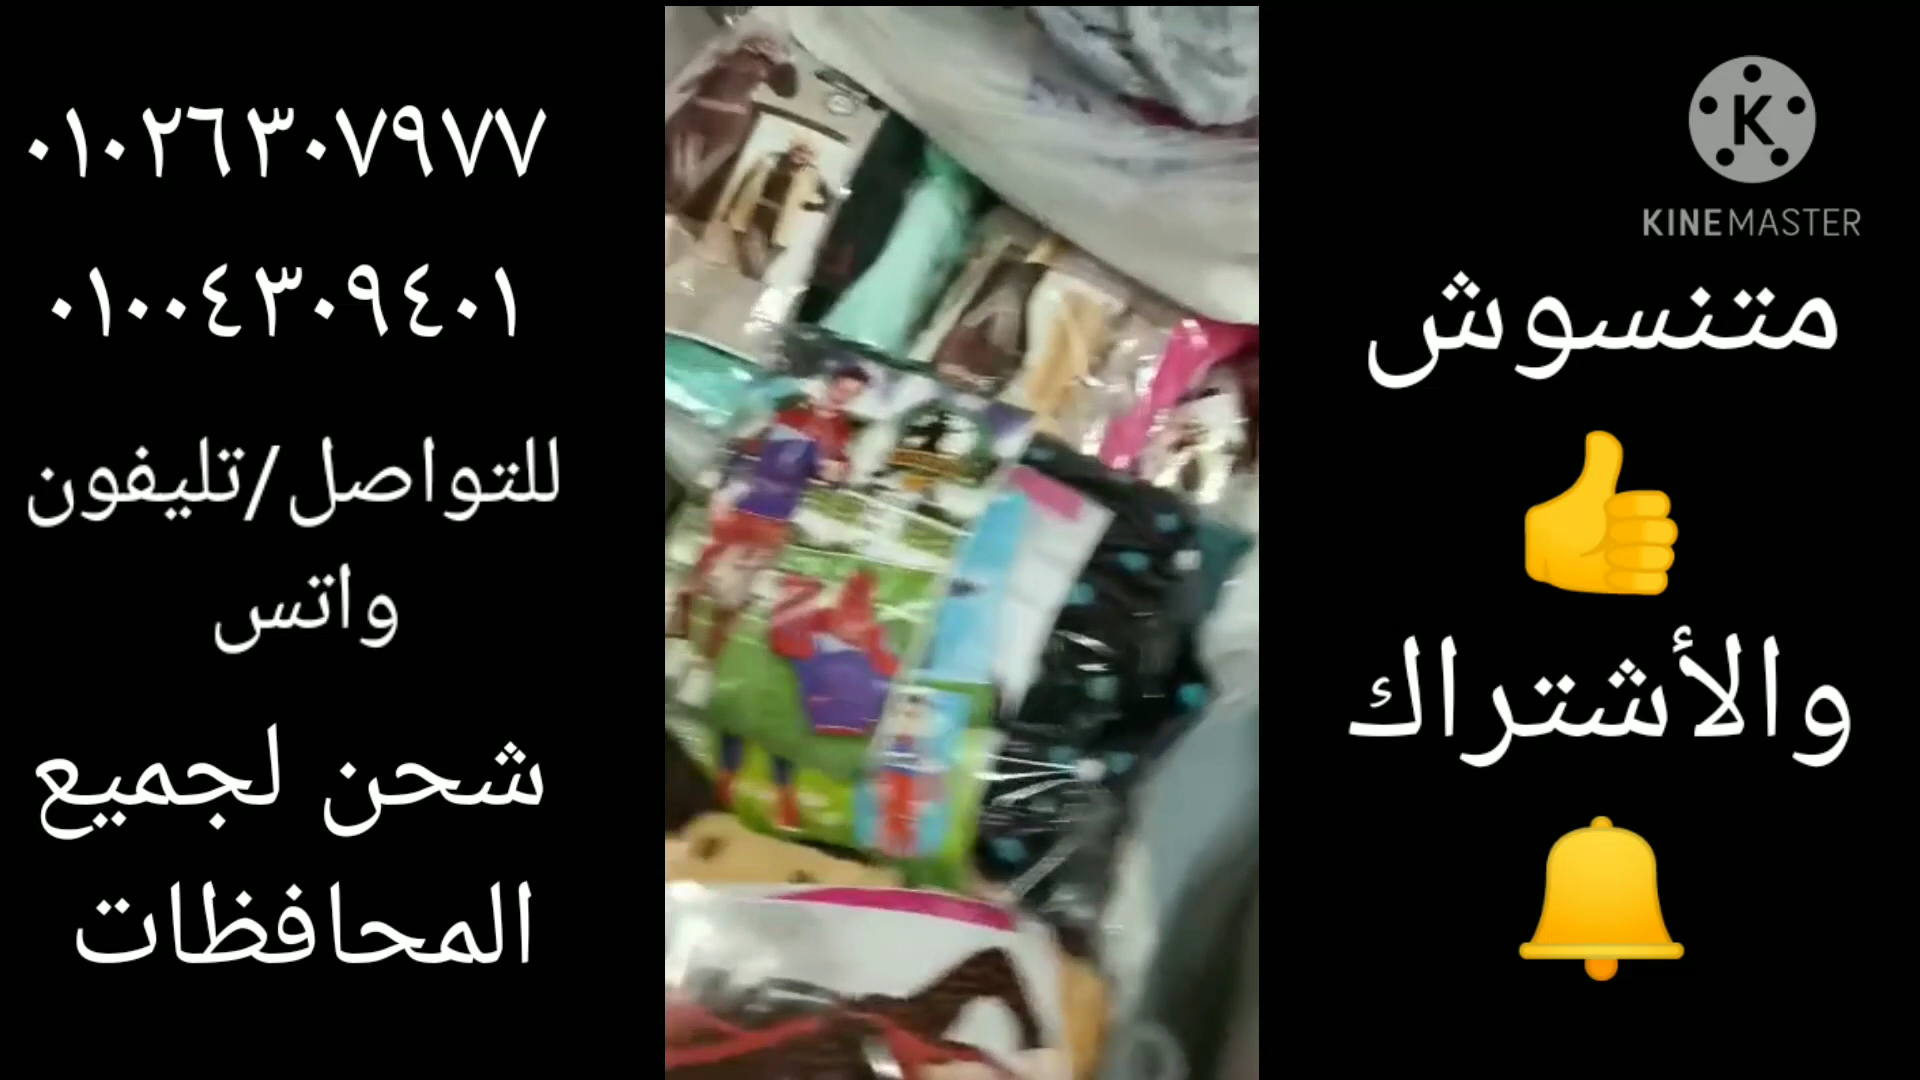 ٠١٠٢٦٣٠٧٩٧٧
٠١٠٠٤٣٠٩٤٠١
للتواصل/تليفون
واتس
شحن لجميع
المحافظات
KINEMASTER
متنسوش
والأشتراك